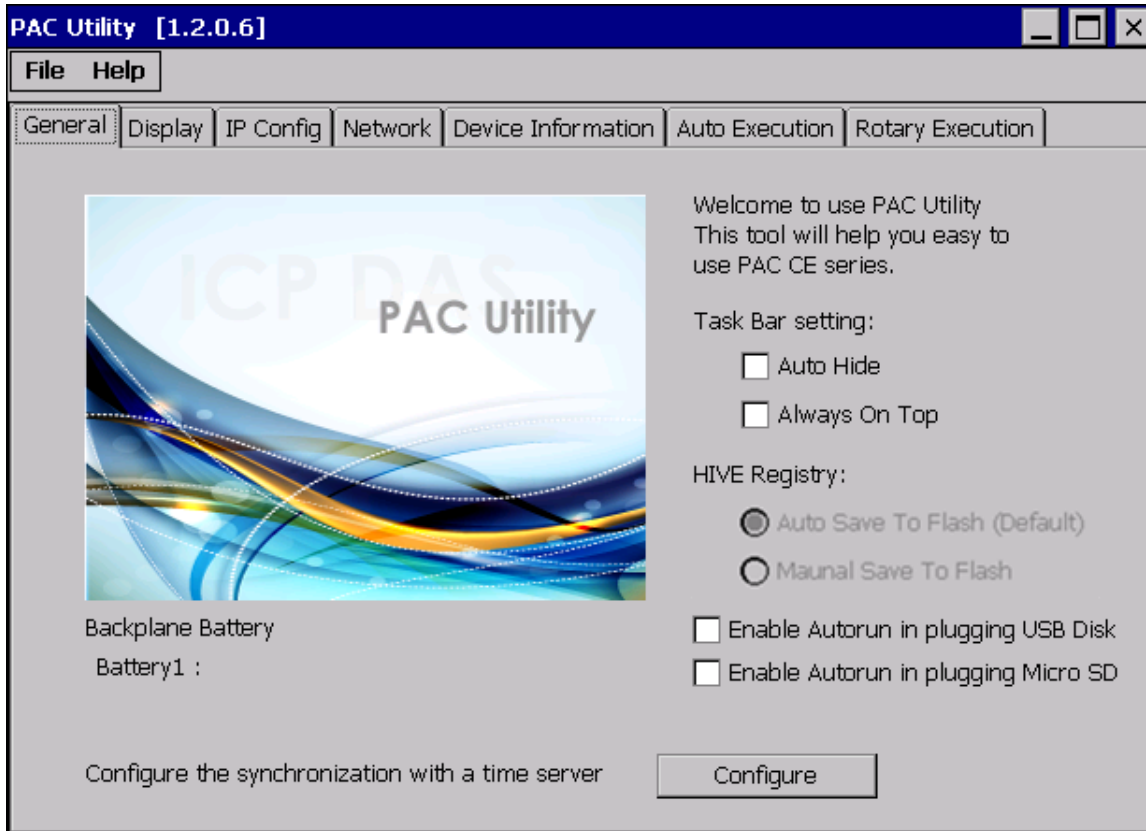 PAC Utility [1.2.0.6]
File Help
General Display IP Config Network Device Information Auto Execution Rotary Execution
ICP DAS
PAC Utility
Welcome to use PAC Utility
This tool will help you easy to
use PAC CE series.
Task Bar setting:
Auto Hide
Always On Top
HIVE Registry:
Auto Save To Flash (Default)
Maunal Save To Flash
Backplane Battery
Battery1 :
Enable Autorun in plugging USB Disk
Enable Autorun in plugging Micro SD
Configure the synchronization with a time server
Configure